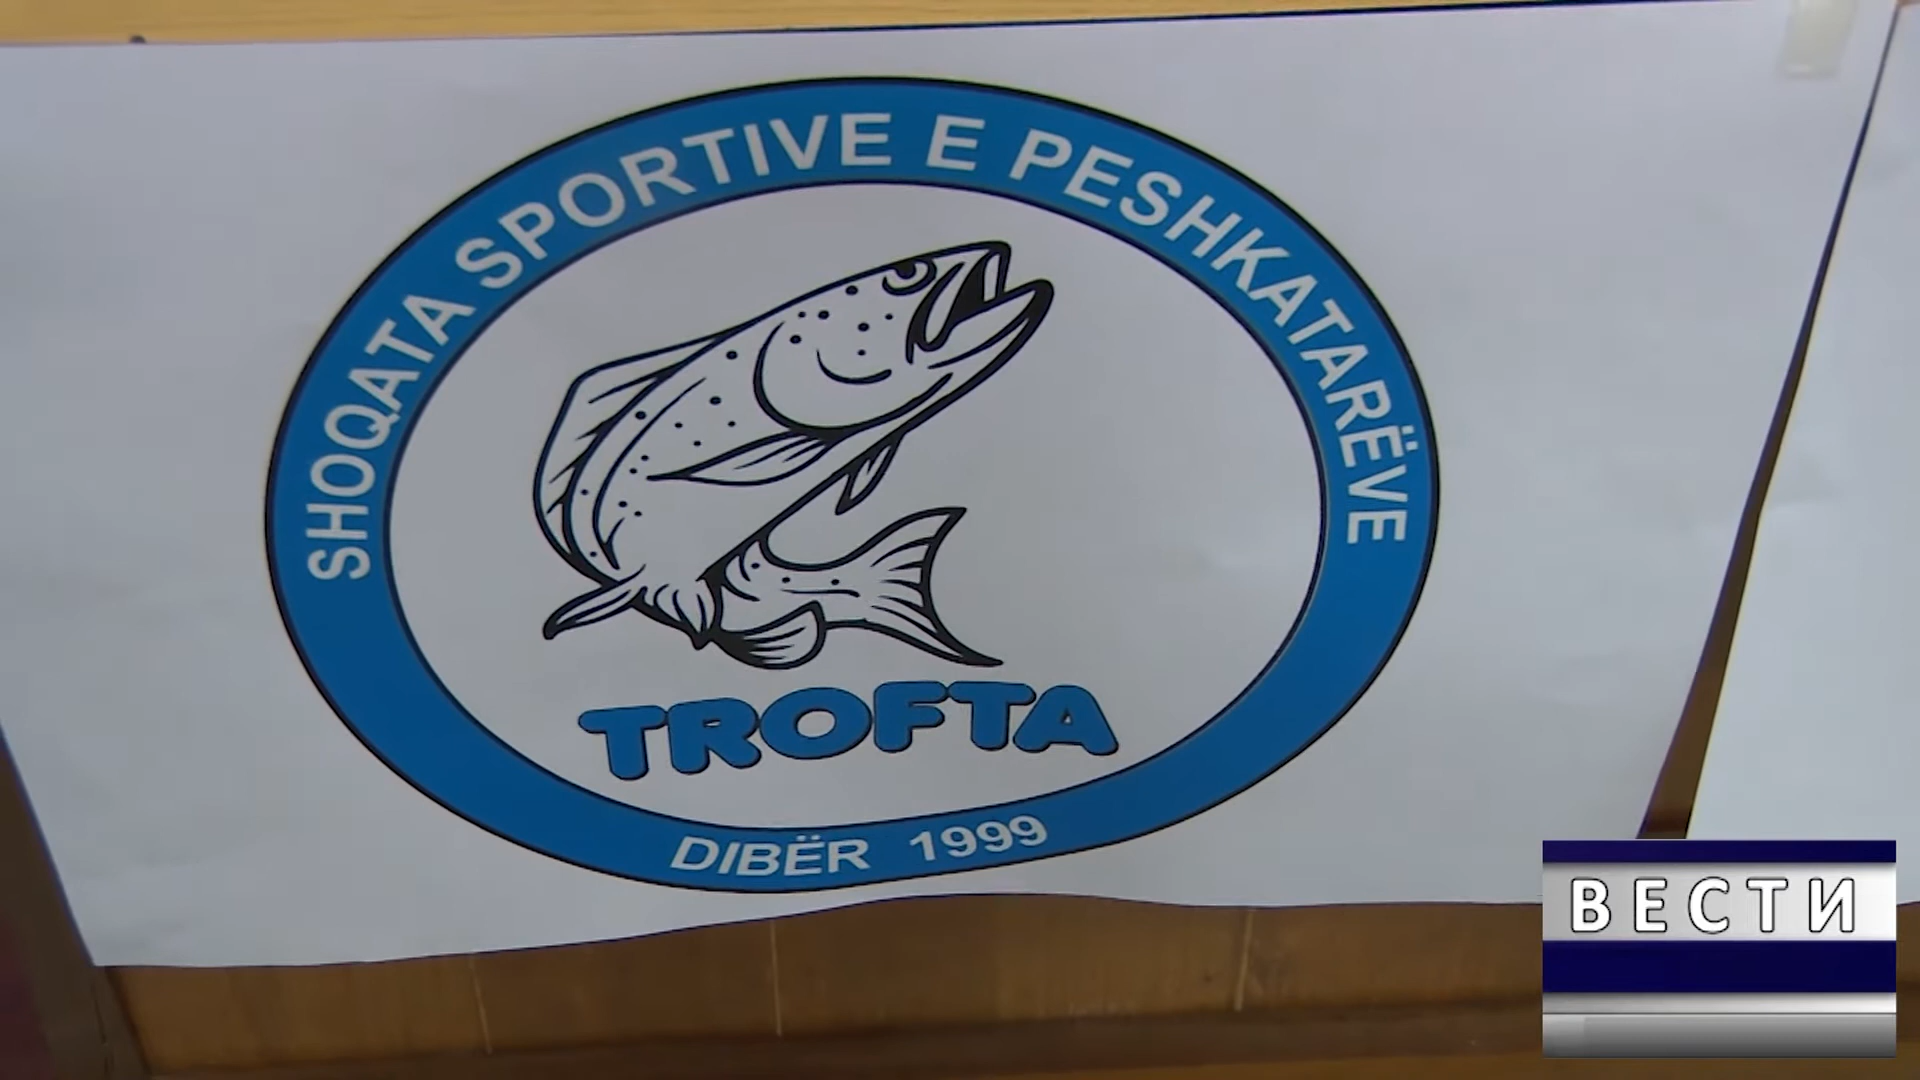 SHOQATA SPORTIVE E PESHKATARËVE
TROFTA
DIBËR 1999
ВЕСТИ